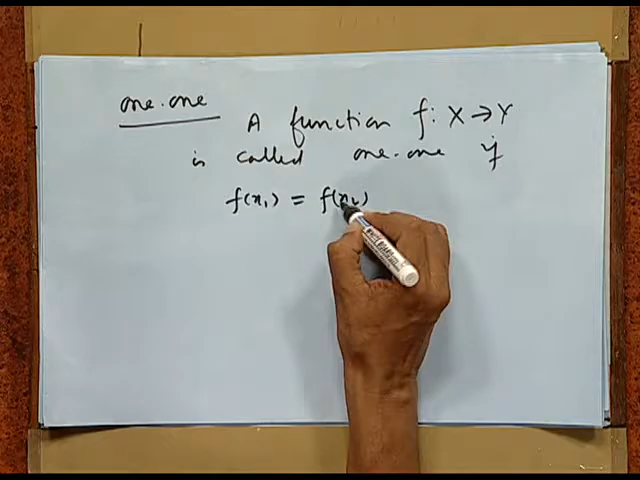 one-one
A function f: X → Y
is called one-one if
f(x₁) = f(x₂)